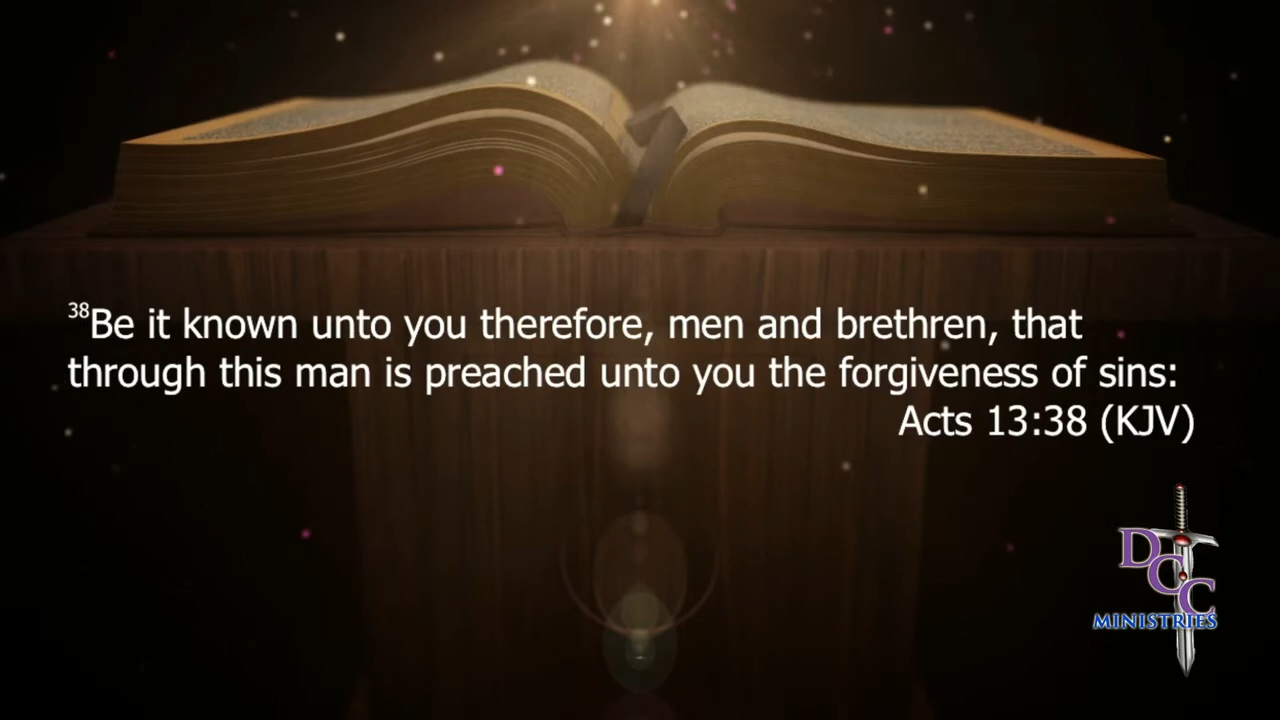 ³⁸Be it known unto you therefore, men and brethren, that
through this man is preached unto you the forgiveness of sins:
Acts 13:38 (KJV)
DCC
MINISTRIES